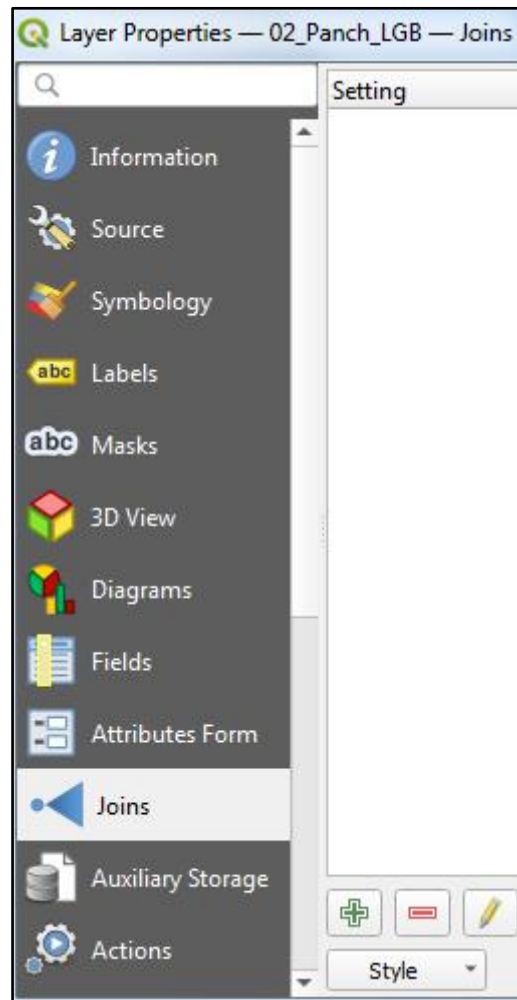 Layer Properties — 02_Panch_LGB — Joins
Setting
Information
Source
Symbology
abc Labels
abc Masks
3D View
Diagrams
Fields
Attributes Form
Joins
Auxiliary Storage
Actions
Style